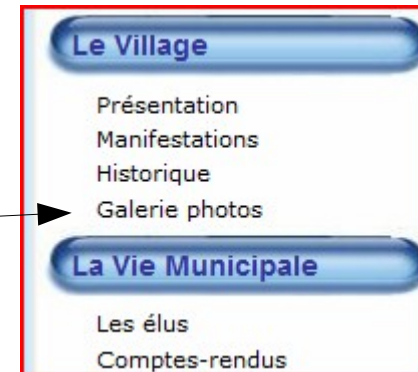 Le Village
Présentation
Manifestations
Historique
Galerie photos
La Vie Municipale
Les élus
Comptes-rendus